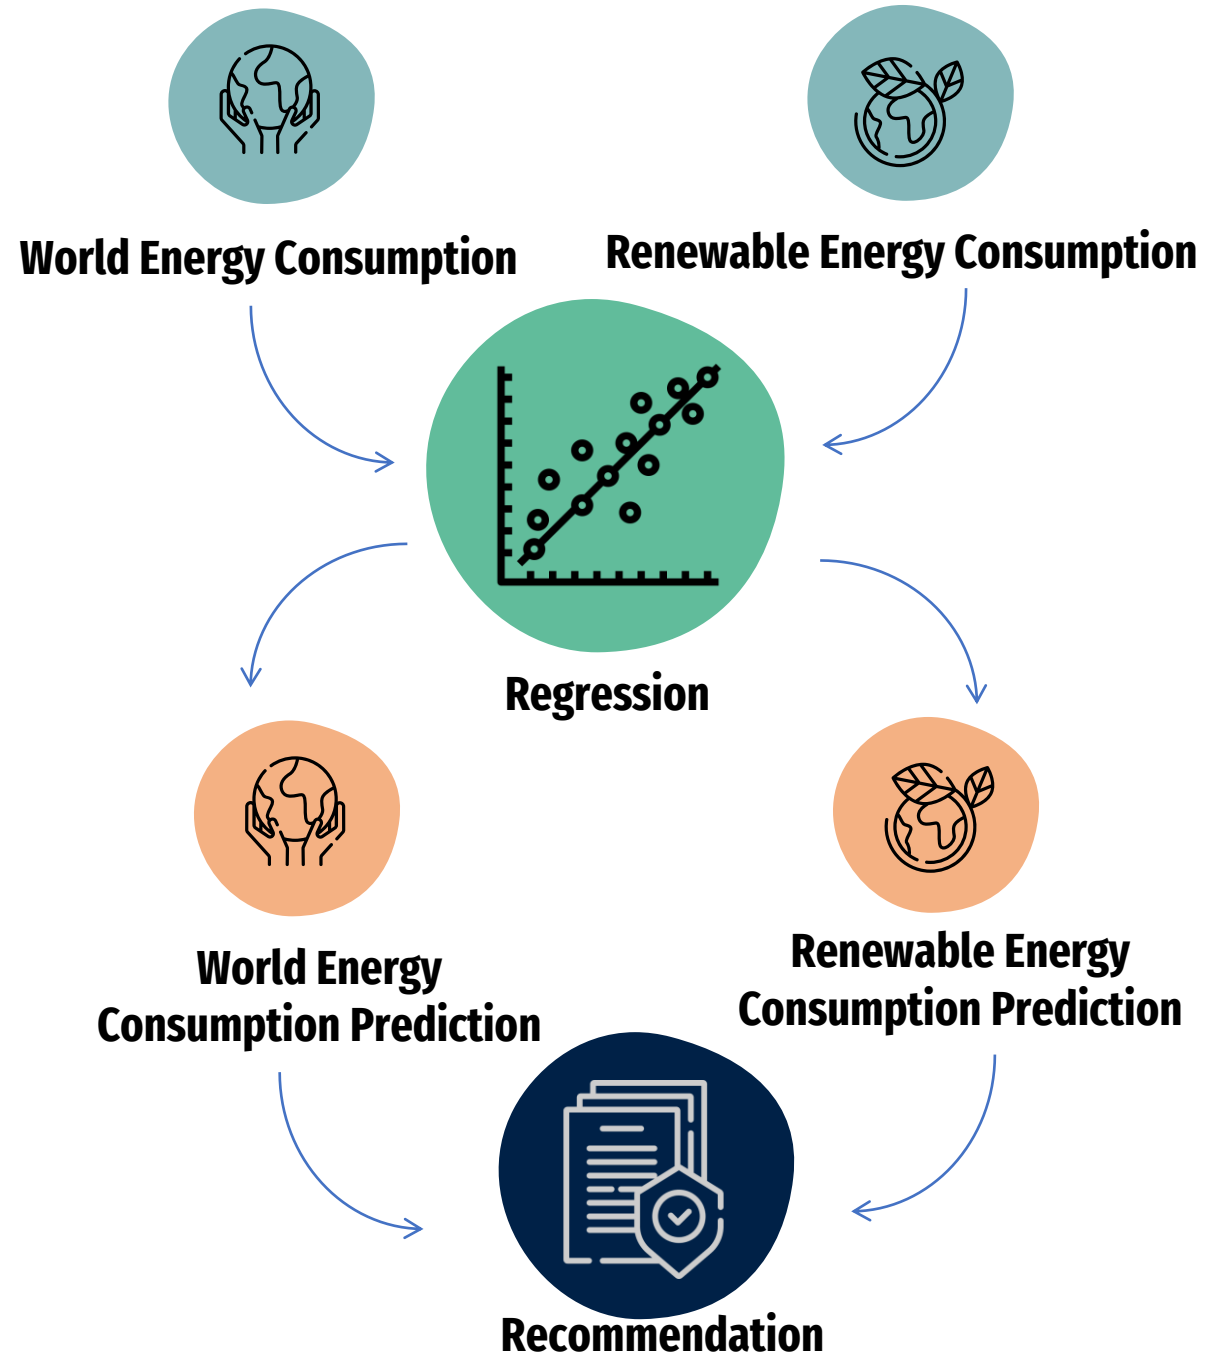 World Energy Consumption
Renewable Energy Consumption
Regression
World Energy
Consumption Prediction
Renewable Energy
Consumption Prediction
Recommendation